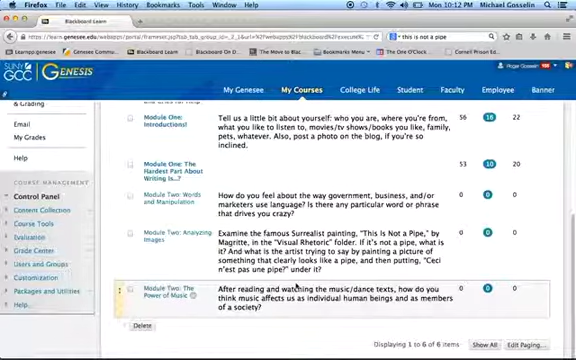 Firefox File Edit View History Bookmarks Tools Window Help
Mon 10:12 PM Michael Gosselin
Blackboard Learn
this is not a pipe
Most Visited
The One O'Clock...
Cornell Prison Ed...
Bookmarks Menu
SUNY GCC GENESIS
My Genesee My Courses College Life Student Faculty Employee Banner
& Grading
Email
My Grades
Help
COURSE MANAGEMENT
Control Panel
Content Collection
Course Tools
Evaluation
Grade Center
Users and Groups
Customization
Packages and Utilities
Help
Module One: Introductions!
Tell us a little bit about yourself: who you are, where you're from,
what you like to listen to, movies/tv shows/books you like, family,
pets, whatever. Also, post a photo on the blog, if you're so
inclined.
56 16 22
Module One: The
Hardest Part About
Writing Is...?
53 10 20
Module Two: Words
and Manipulation
How do you feel about the way government, business, and/or
marketers use language? Is there any particular word or phrase
that drives you crazy?
0 0 0
Module Two: Analyzing
Images
Examine the famous Surrealist painting, "This Is Not a Pipe," by
Magritte, in the "Visual Rhetoric" folder. If it's not a pipe, what is
it? And what is the artist trying to say by painting a picture of
something that clearly looks like a pipe, and then putting, "Ceci
n'est pas une pipe?" under it?
0 0 0
Module Two: The
Power of Music
After reading and watching the music/dance texts, how do you
think music affects us as individual human beings and as members
of a society?
0 0 0
Delete
Displaying 1 to 6 of 6 items Show All Edit Paging...